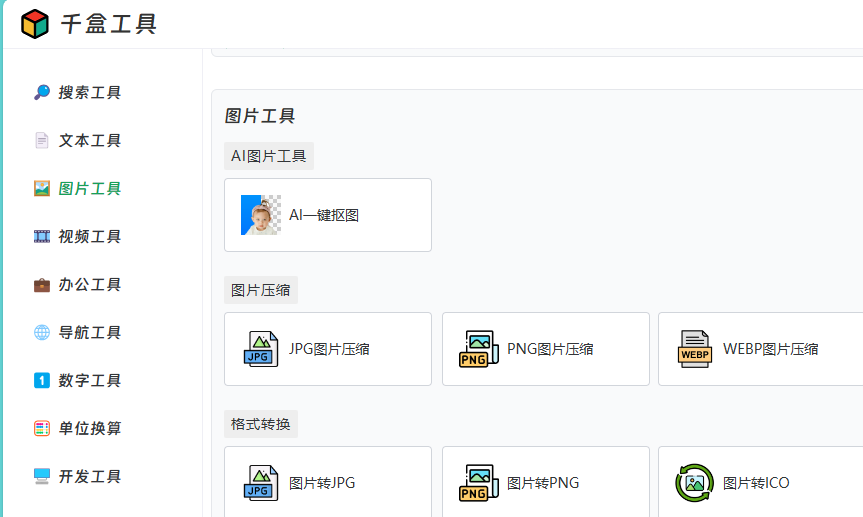 千盒工具
搜索工具
文本工具
图片工具
视频工具
办公工具
导航工具
数字工具
单位换算
开发工具
图片工具
AI图片工具
AI一键抠图
图片压缩
JPG
JPG图片压缩
PNG
PNG图片压缩
WEBP
WEBP图片压缩
格式转换
JPG
图片转JPG
PNG
图片转PNG
图片转ICO